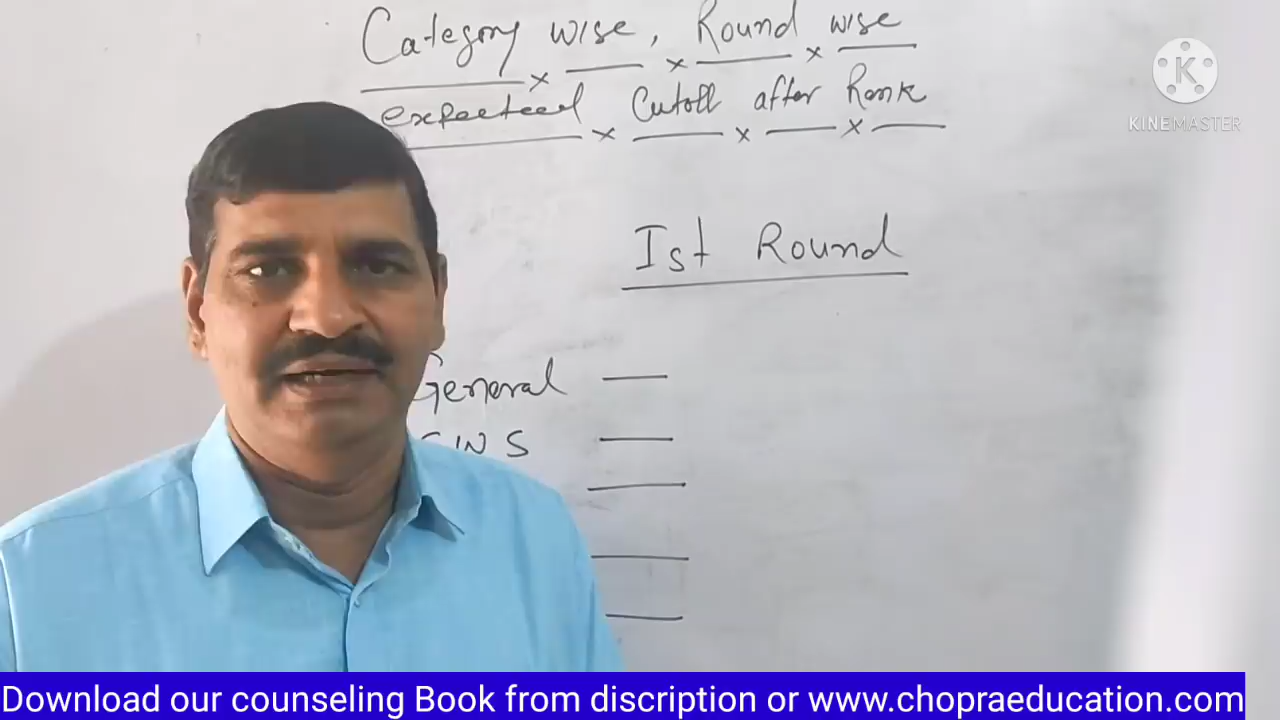 Category wise, Round wise
expected Cutoff after Rank
KINEMASTER
Ist Round
General
EWS
Download our counseling Book from discription or www.chopraeducation.com